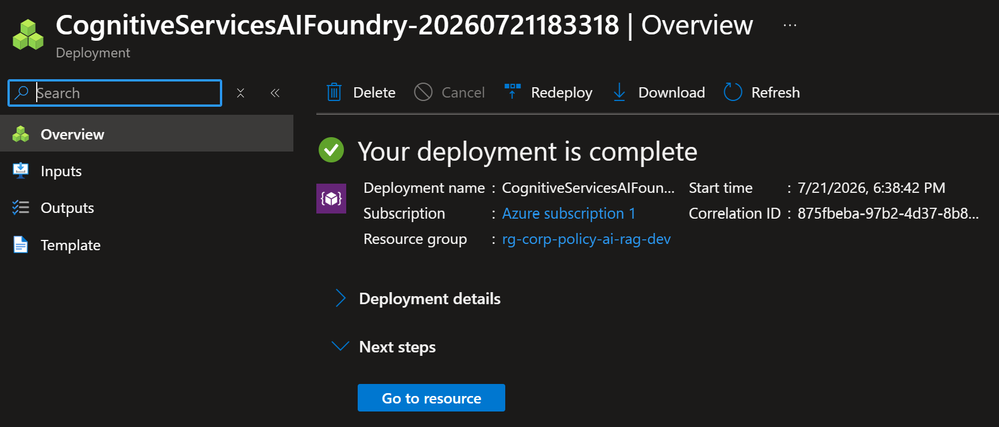 CognitiveServicesAIFoundry-20260721183318 | Overview ...
Deployment
Search
Overview
Inputs
Outputs
Template
Delete Cancel Redeploy Download Refresh
Your deployment is complete
Deployment name : CognitiveServicesAIFoun... Start time : 7/21/2026, 6:38:42 PM
Subscription : Azure subscription 1 Correlation ID : 875fbeba-97b2-4d37-8b8...
Resource group : rg-corp-policy-ai-rag-dev
Deployment details
Next steps
Go to resource